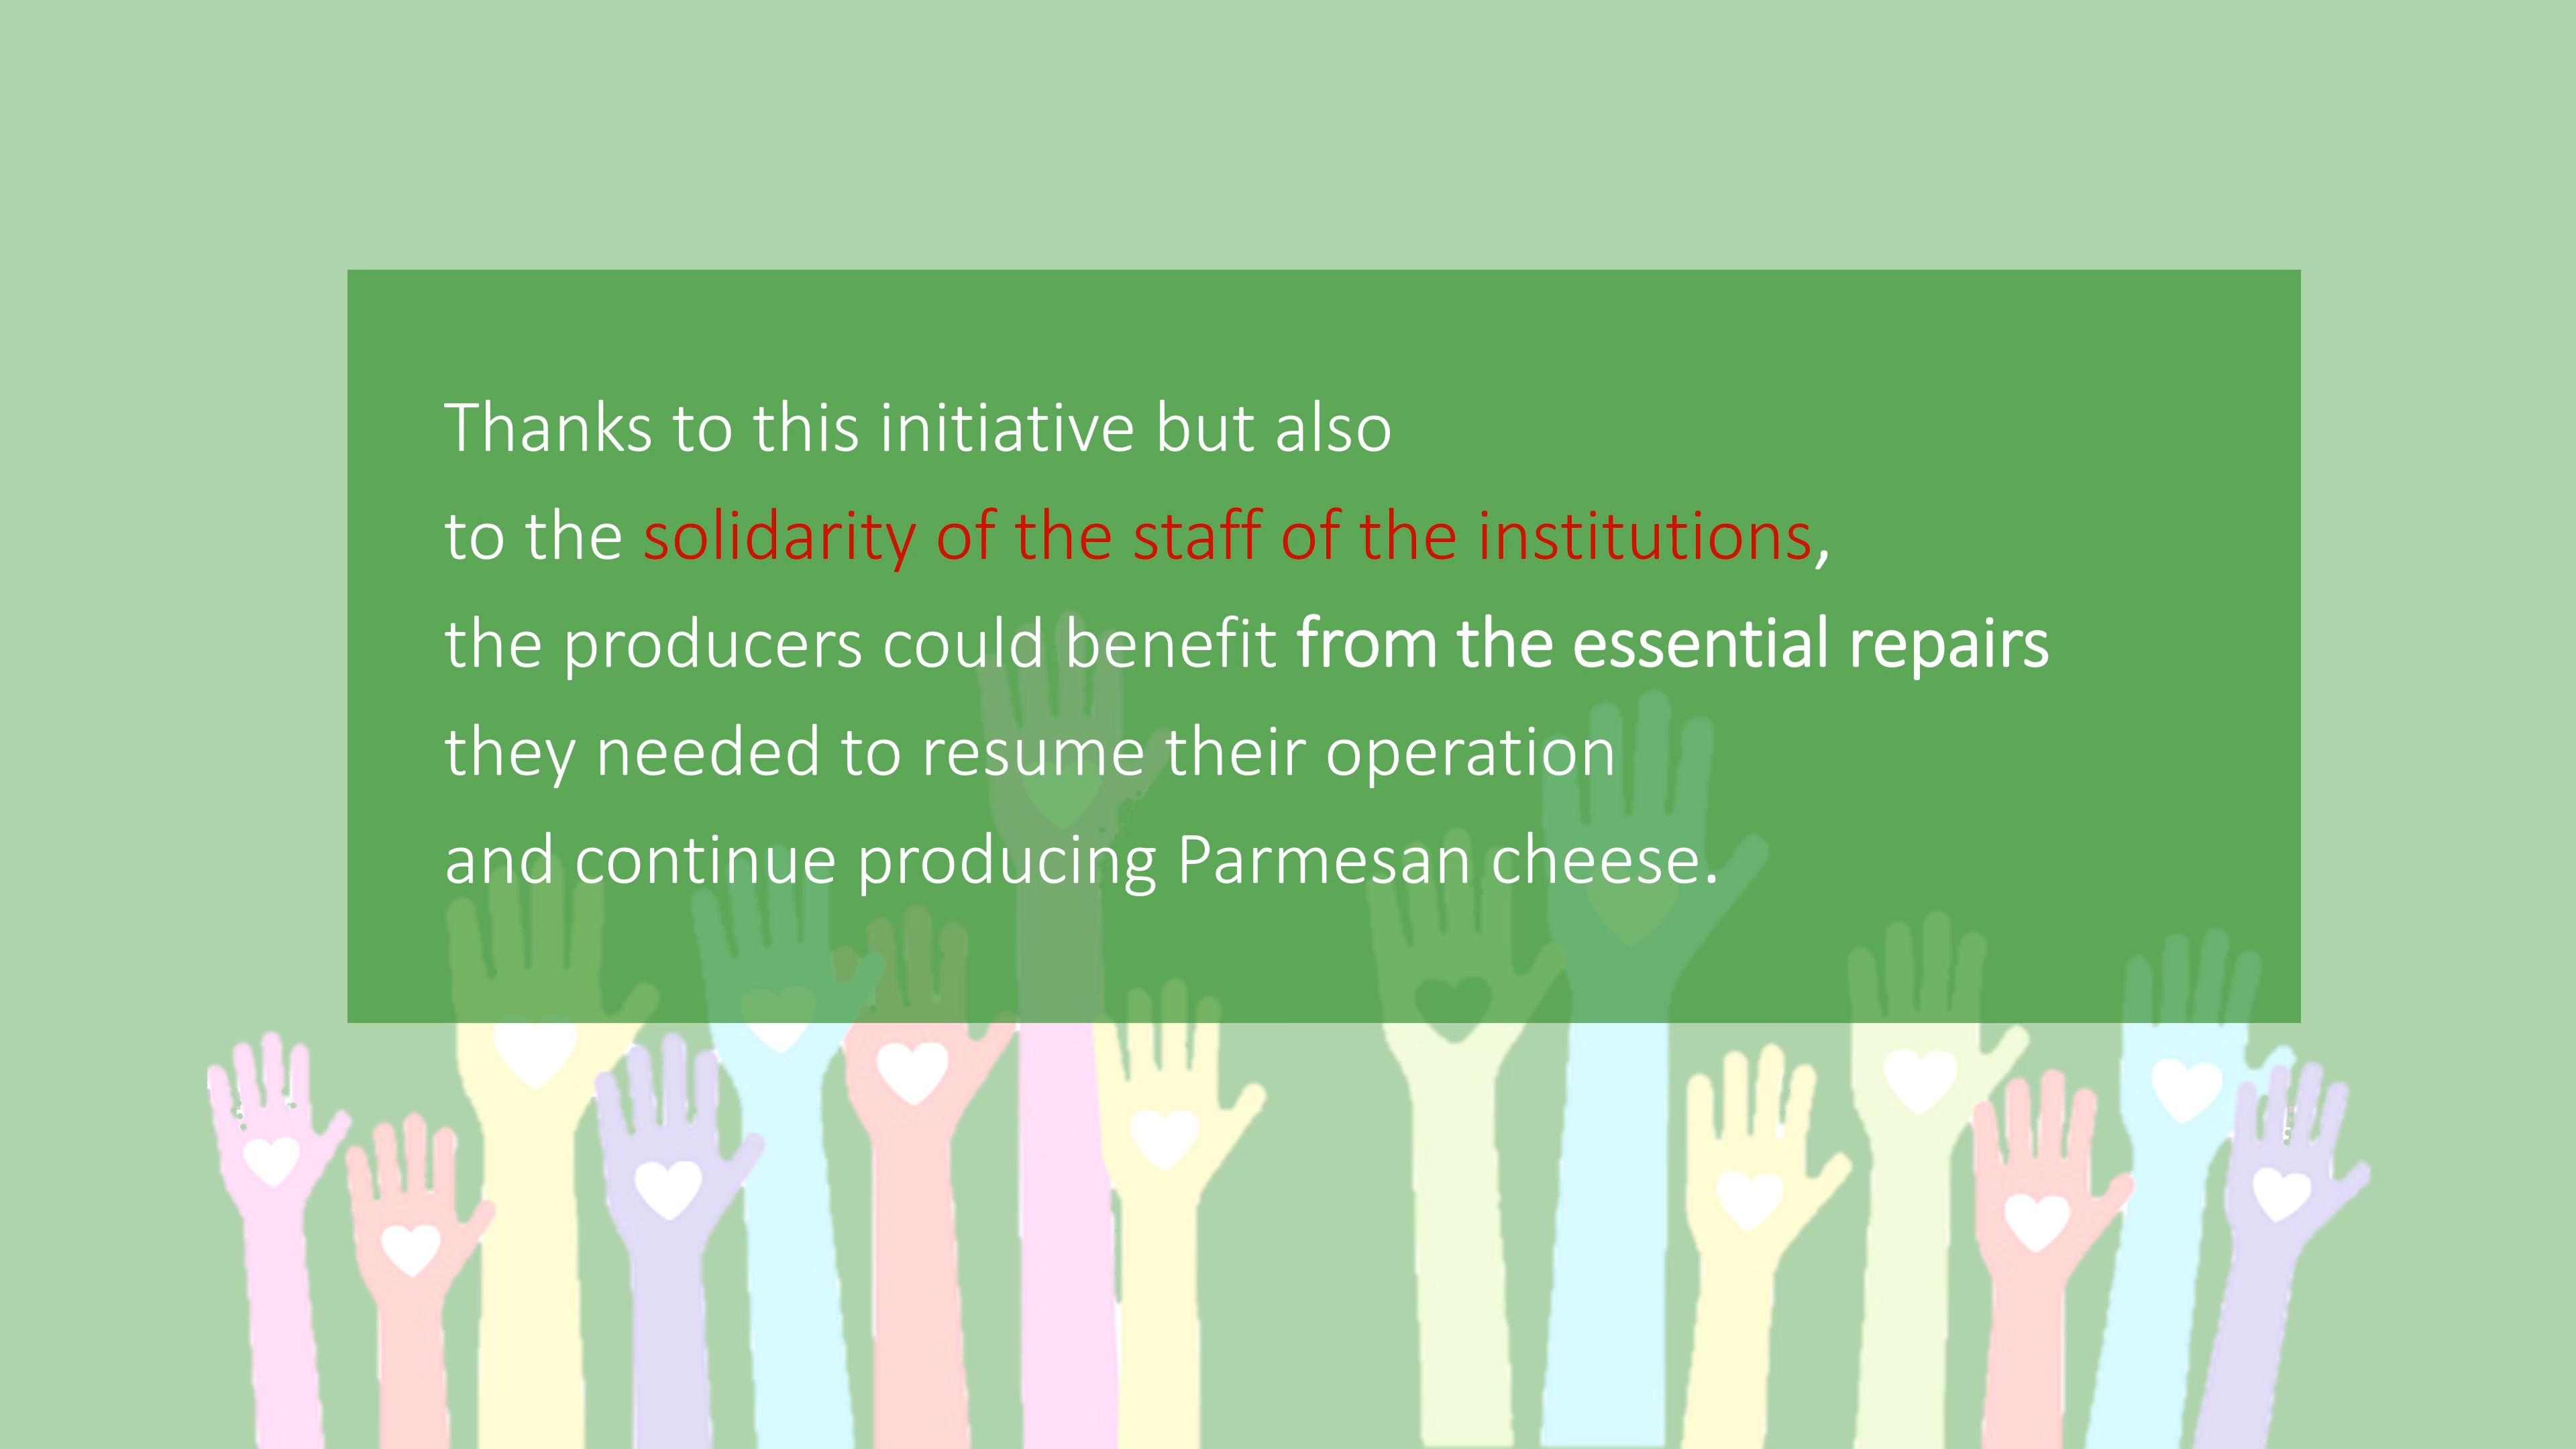 Thanks to this initiative but also
to the solidarity of the staff of the institutions,
the producers could benefit from the essential repairs
they needed to resume their operation
and continue producing Parmesan cheese.